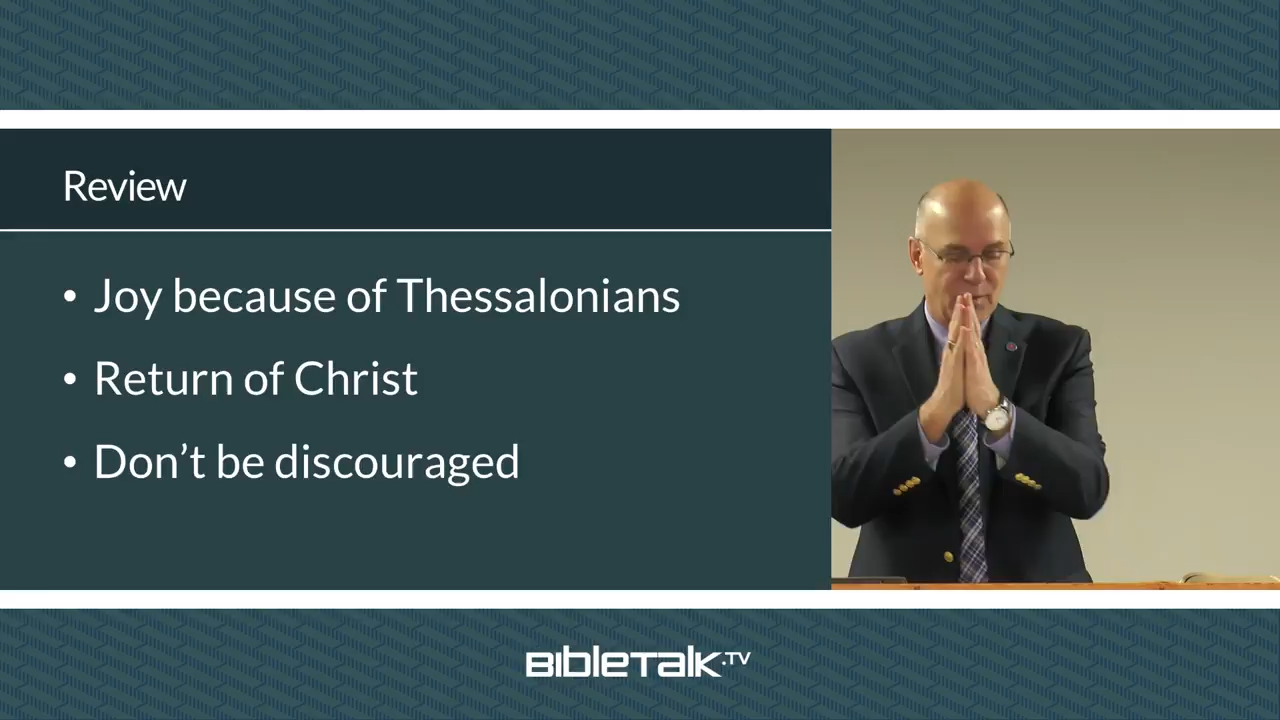 Review
• Joy because of Thessalonians
• Return of Christ
• Don’t be discouraged
BIBLETALK.TV